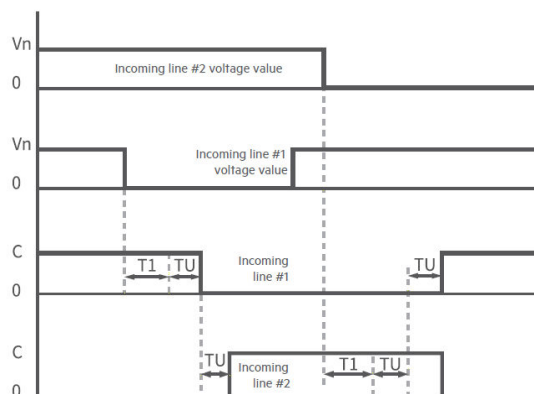 Vn
Incoming line #2 voltage value
0
Vn
Incoming line #1
voltage value
0
C
T1
TU
Incoming
line #1
TU
0
C
TU
Incoming
line #2
T1
TU
0